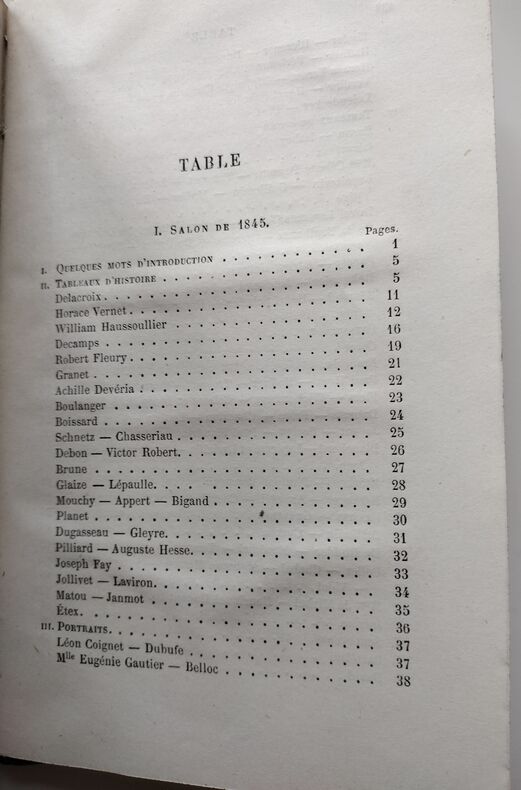 TABLE
I. SALON DE 1845.
Pages.
I. QUELQUES MOTS D'INTRODUCTION . . . . . . . . . . 1
II. TABLEAUX D'HISTOIRE . . . . . . . . . . 5
Delacroix. . . . . . . . . . 5
Horace Vernet. . . . . . . . . . 11
William Haussoullier . . . . . . . . . . 12
Decamps . . . . . . . . . . 16
Robert Fleury. . . . . . . . . . 19
Granet . . . . . . . . . . 21
Achille Devéria . . . . . . . . . . 22
Boulanger . . . . . . . . . . 23
Boissard . . . . . . . . . . 24
Schnetz — Chasseriau . . . . . . . . . . 25
Debon — Victor Robert. . . . . . . . . . 26
Brune . . . . . . . . . . 27
Glaize — Lépaulle. . . . . . . . . . 28
Mouchy — Appert — Bigand . . . . . . . . . . 29
Planet . . . . . . . . . . 30
Dugasseau — Gleyre. . . . . . . . . . 31
Pilliard — Auguste Hesse. . . . . . . . . . 32
Joseph Fay . . . . . . . . . . 33
Jollivet — Laviron. . . . . . . . . . 34
Matou — Janmot . . . . . . . . . . 35
Étex. . . . . . . . . . 36
III. PORTRAITS. . . . . . . . . . 37
Léon Coignet — Dubufe . . . . . . . . . . 37
Mlle Eugénie Gautier — Belloc . . . . . . . . . . 38